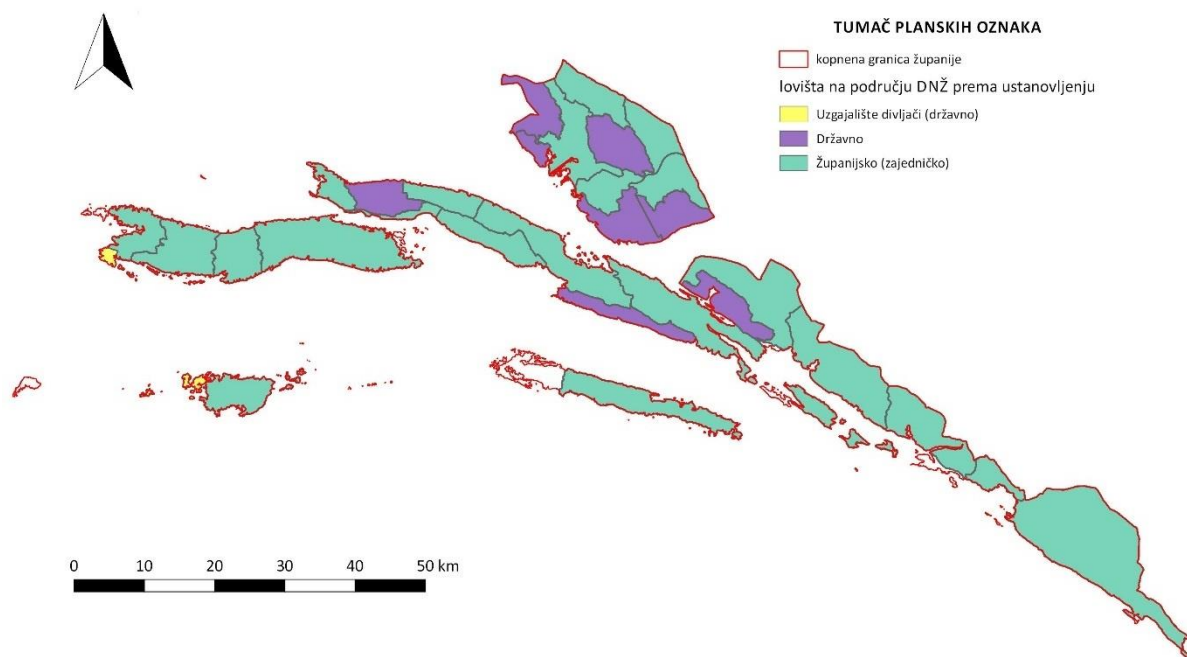 TUMAČ PLANSKIH OZNAKA
kopnena granica županije
lovišta na području DNŽ prema ustanovljenju
Uzgajalište divljači (državno)
Državno
Županijsko (zajedničko)
0 10 20 30 40 50 km